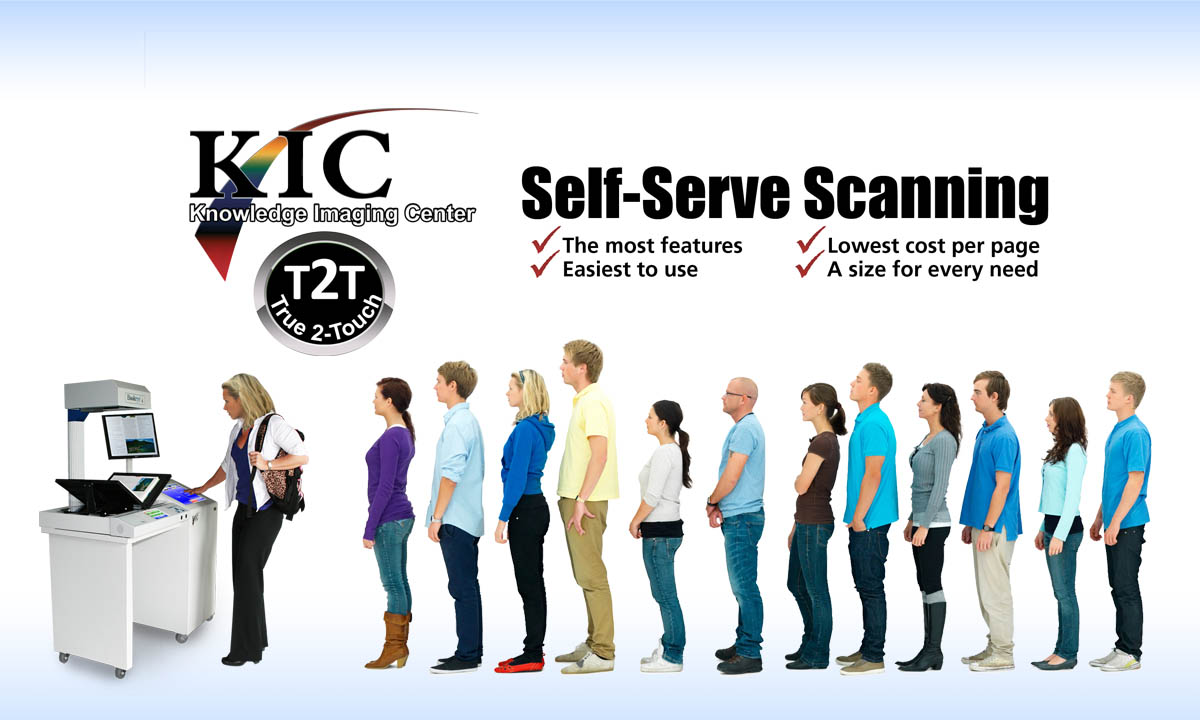 KIC
Knowledge Imaging Center
T2T
True 2-Touch
Self-Serve Scanning
The most features
Easiest to use
Lowest cost per page
A size for every need